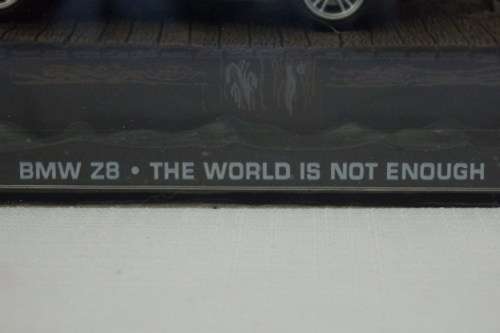 BMW Z8 • THE WORLD IS NOT ENOUGH